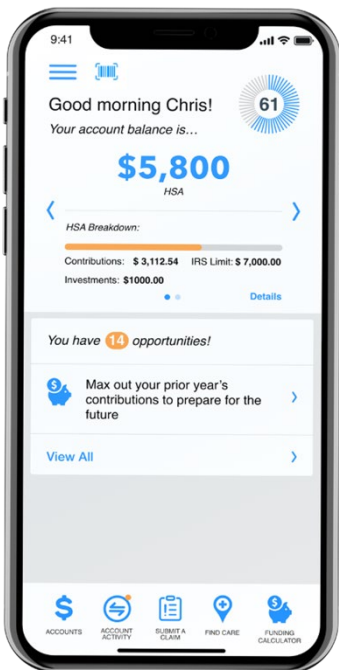 9:41
Good morning Chris!
61
Your account balance is...
$5,800
HSA
HSA Breakdown:
Contributions: $ 3,112.54 IRS Limit: $ 7,000.00
Investments: $1000.00
Details
You have 14 opportunities!
Max out your prior year's
contributions to prepare for the
future
View All
ACCOUNTS
ACCOUNT
ACTIVITY
SUBMIT A
CLAIM
FIND CARE
FUNDING
CALCULATOR